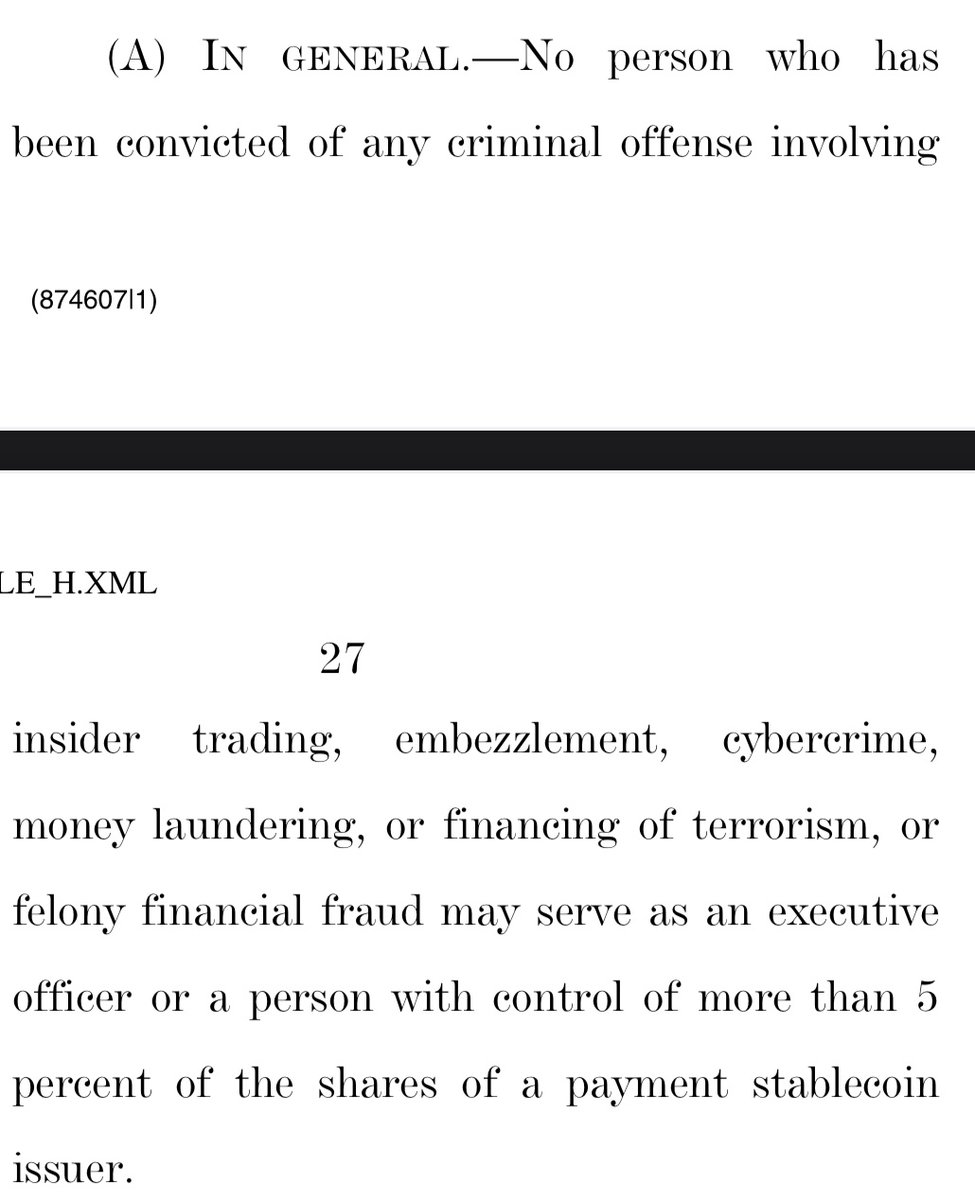 (A) IN GENERAL.—No person who has
been convicted of any criminal offense involving
(874607|1)
LE_H.XML
27
insider trading, embezzlement, cybercrime,
money laundering, or financing of terrorism, or
felony financial fraud may serve as an executive
officer or a person with control of more than 5
percent of the shares of a payment stablecoin
issuer.